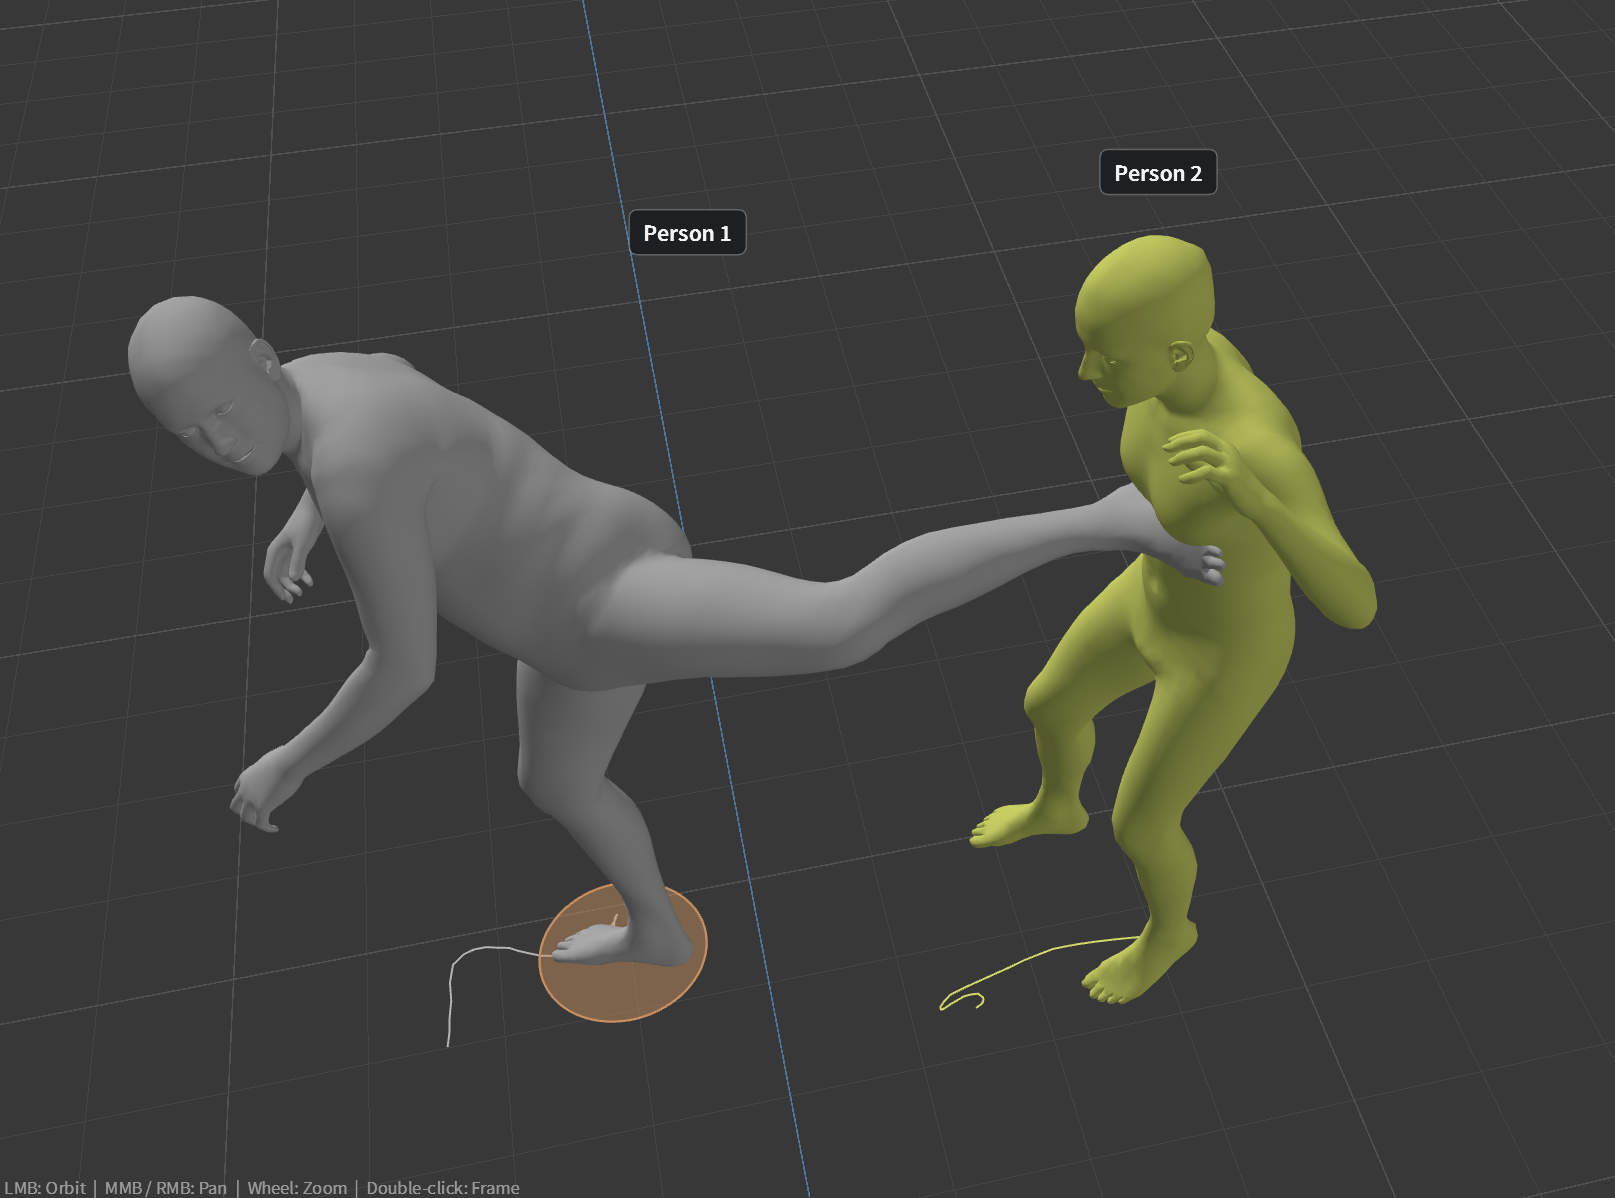 Person 2
Person 1
LMB: Orbit | MMB / RMB: Pan | Wheel: Zoom | Double-click: Frame